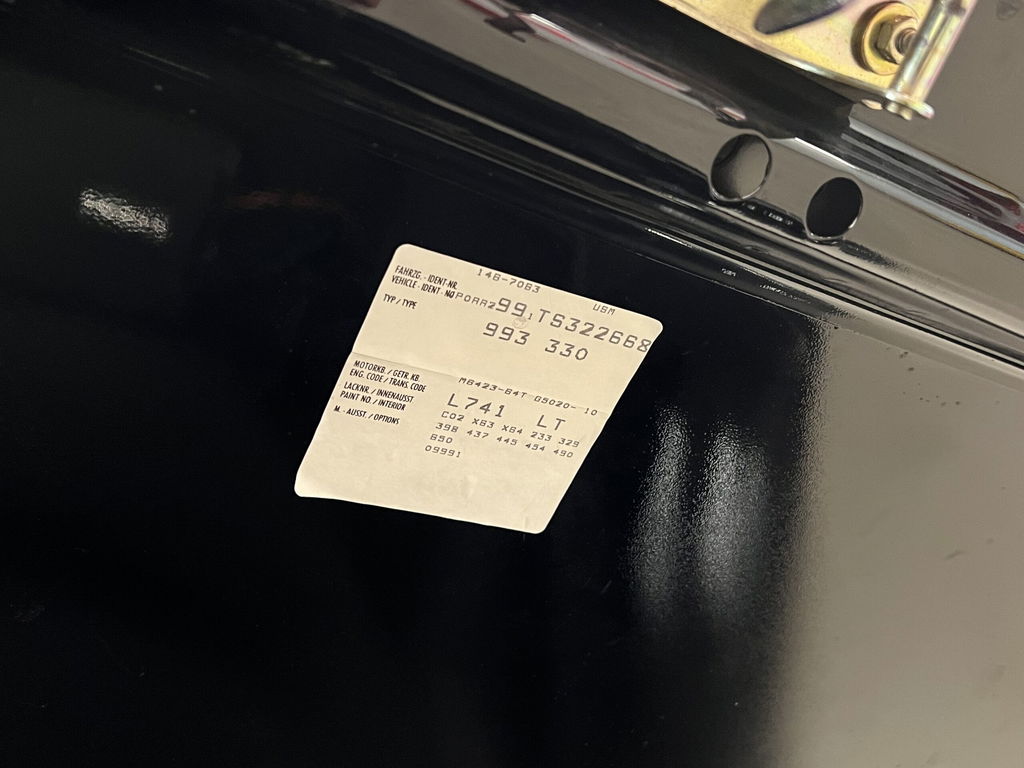 146-7063 USM
FAHRZG.-IDENT-NR.
VEHICLE-IDENT-NO WP0AA299,TS322668
TYP/TYPE 993 330
MOTORKB./GETR.KB.
ENG.CODE/TRANS.CODE M6423-64T G5020- 10
LACKNR./INNENAUSST
PAINT NO./INTERIOR L741 LT
M.-AUSST./OPTIONS C02 X63 X64 233 329
398 437 445 454 490
650
09991